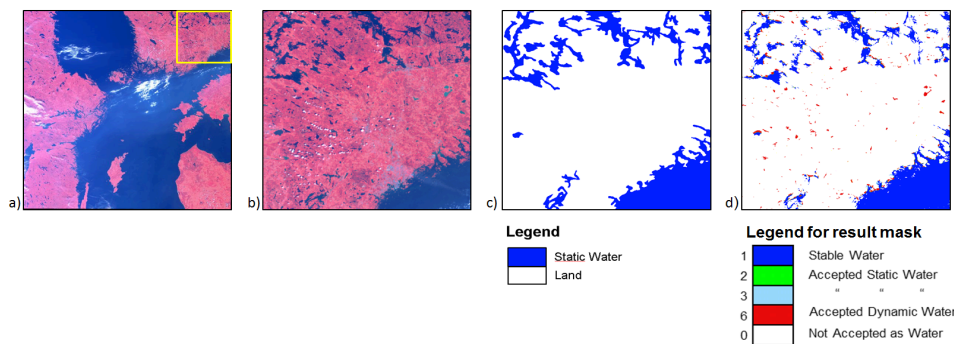 a)
b)
c)
d)
Legend
Static Water
Land
Legend for result mask
1 Stable Water
2 Accepted Static Water
3 “ “ “
6 Accepted Dynamic Water
0 Not Accepted as Water